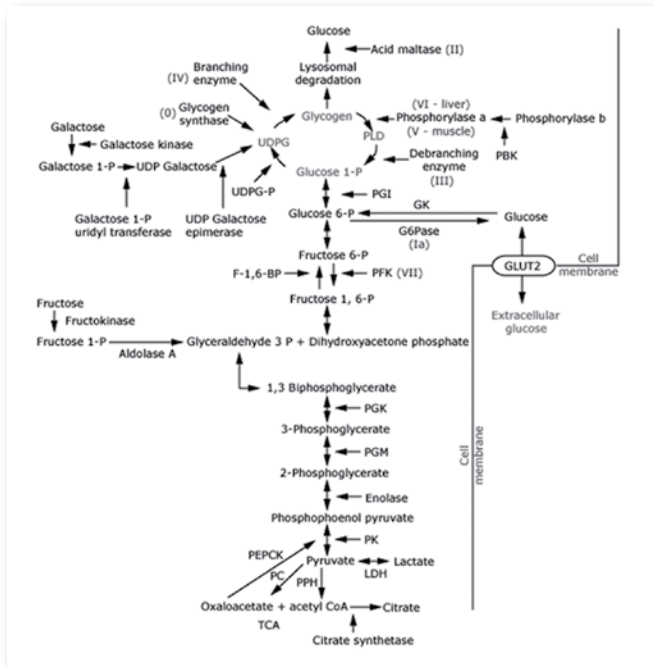 Glucose
Acid maltase (II)
Lysosomal
degradation
Branching
(IV) enzyme
Glycogen
(0) Glycogen
synthase
(VI - liver)
Phosphorylase a
(V - muscle)
Phosphorylase b
PLD
UDPG
Galactose
Galactose kinase
Galactose 1-P
UDP Galactose
Glucose 1-P
Debranching
enzyme
(III)
PBK
UDPG-P
PGI
Galactose 1-P
uridyl transferase
UDP Galactose
epimerase
Glucose 6-P
GK
Glucose
G6Pase
(Ia)
Fructose 6-P
F-1,6-BP
PFK (VII)
GLUT2
Cell
membrane
Fructose 1, 6-P
Extracellular
glucose
Fructose
Fructokinase
Fructose 1-P
Aldolase A
Glyceraldehyde 3 P + Dihydroxyacetone phosphate
1,3 Biphosphoglycerate
PGK
3-Phosphoglycerate
PGM
Cell
membrane
2-Phosphoglycerate
Enolase
Phosphophoenol pyruvate
PK
PEPCK
Pyruvate
Lactate
LDH
PC
PPH
Oxaloacetate + acetyl CoA
Citrate
TCA
Citrate synthetase